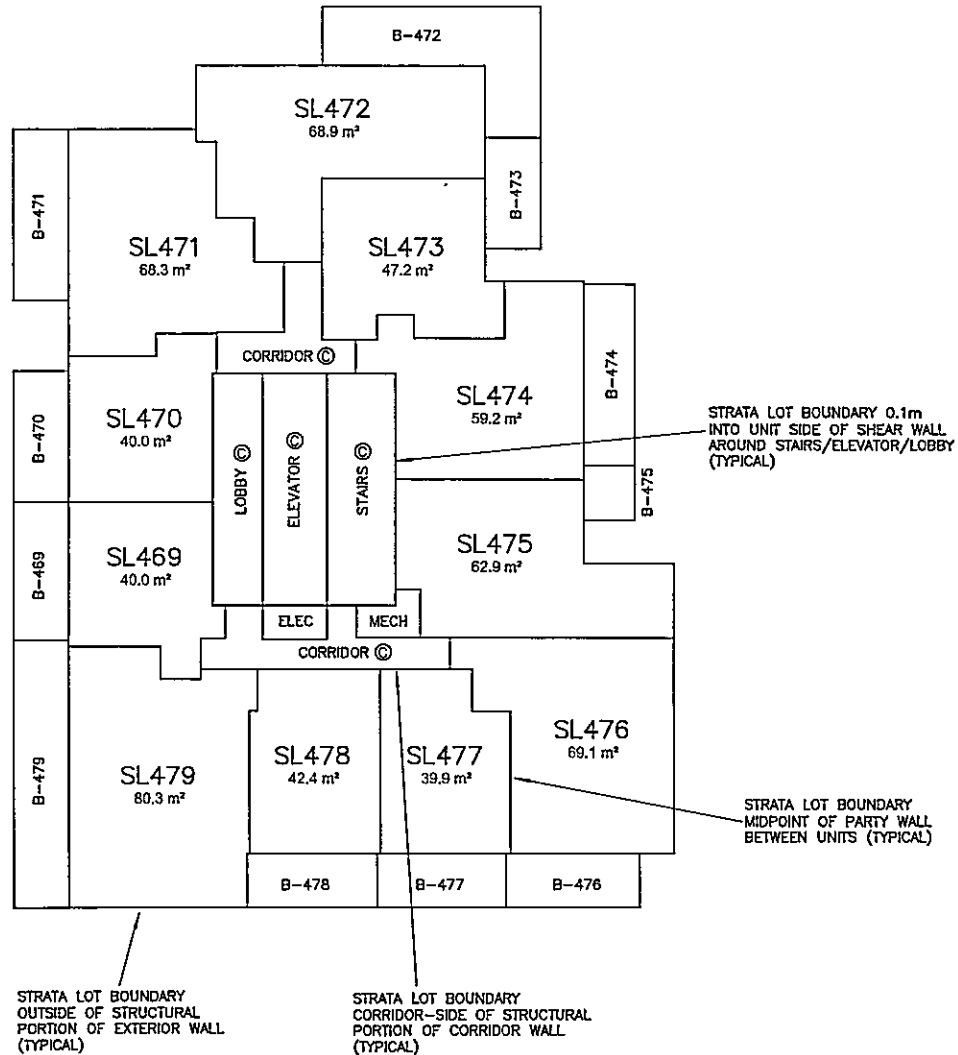 B-472
SL472
68.9 m²
B-471
B-473
SL471
68.3 m²
SL473
47.2 m²
CORRIDOR Ⓒ
B-474
SL474
59.2 m²
SL470
40.0 m²
B-470
STRATA LOT BOUNDARY 0.1m
INTO UNIT SIDE OF SHEAR WALL
AROUND STAIRS/ELEVATOR/LOBBY
(TYPICAL)
LOBBY Ⓒ
ELEVATOR Ⓒ
STAIRS Ⓒ
B-475
SL475
62.9 m²
SL469
40.0 m²
B-469
ELEC
MECH
CORRIDOR Ⓒ
SL476
69.1 m²
SL477
39.9 m²
SL478
42.4 m²
SL479
80.3 m²
B-479
STRATA LOT BOUNDARY
MIDPOINT OF PARTY WALL
BETWEEN UNITS (TYPICAL)
B-478
B-477
B-476
STRATA LOT BOUNDARY
OUTSIDE OF STRUCTURAL
PORTION OF EXTERIOR WALL
(TYPICAL)
STRATA LOT BOUNDARY
CORRIDOR-SIDE OF STRUCTURAL
PORTION OF CORRIDOR WALL
(TYPICAL)